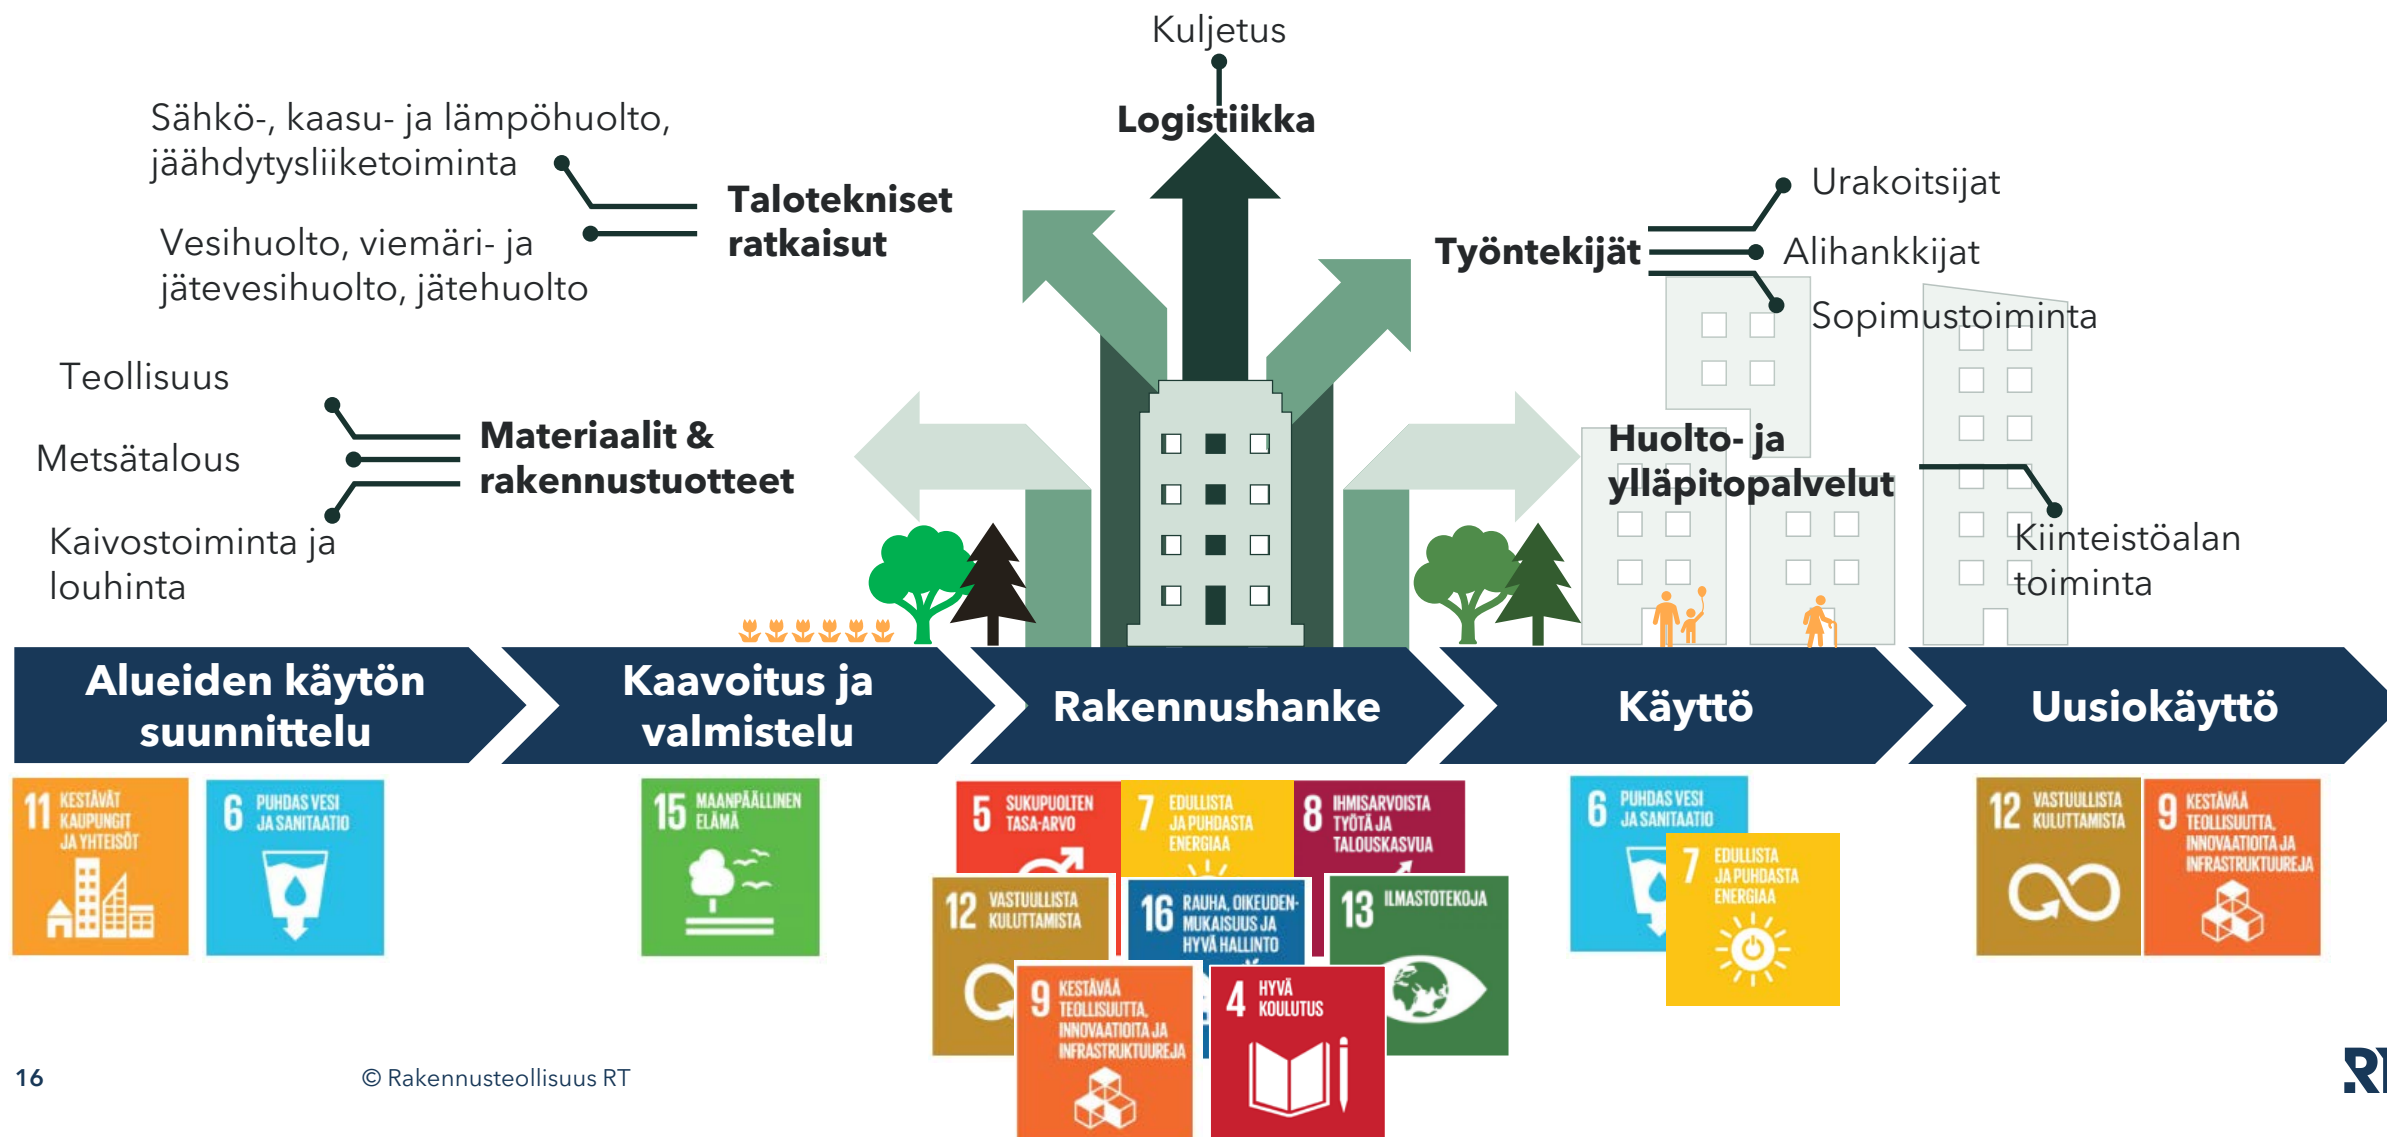 Kuljetus
Logistiikka
Sähkö-, kaasu- ja lämpöhuolto,
jäähdytysliiketoiminta
Talotekniset
ratkaisut
Vesihuolto, viemäri- ja
jätevesihuolto, jätehuolto
Urakoitsijat
Työntekijät
Alihankkijat
Sopimustoiminta
Teollisuus
Metsätalous
Kaivostoiminta ja
louhinta
Materiaalit &
rakennustuotteet
Huolto- ja
ylläpitopalvelut
Kiinteistöalan
toiminta
Alueiden käytön
suunnittelu
Kaavoitus ja
valmistelu
Rakennushanke
Käyttö
Uusiokäyttö
11 KESTÄVÄT
KAUPUNGIT
JA YHTEISÖT
6 PUHDAS VESI
JA SANITAATIO
15 MAANPÄÄLLINEN
ELÄMÄ
5 SUKUPUOLTEN
TASA-ARVO
7 EDULLISTA
JA PUHDASTA
ENERGIAA
8 IHMISARVOISTA
TYÖTÄ JA
TALOUSKASVUA
12 VASTUULLISTA
KULUTTAMISTA
16 RAUHA, OIKEUDEN-
MUKAISUUS JA
HYVÄ HALLINTO
13 ILMASTOTEKOJA
9 KESTÄVÄÄ
TEOLLISUUTTA,
INNOVAATIOITA JA
INFRASTRUKTUUREJA
4 HYVÄ
KOULUTUS
6 PUHDAS VESI
JA SANITAATIO
7 EDULLISTA
JA PUHDASTA
ENERGIAA
12 VASTUULLISTA
KULUTTAMISTA
9 KESTÄVÄÄ
TEOLLISUUTTA,
INNOVAATIOITA JA
INFRASTRUKTUUREJA
16
© Rakennusteollisuus RT